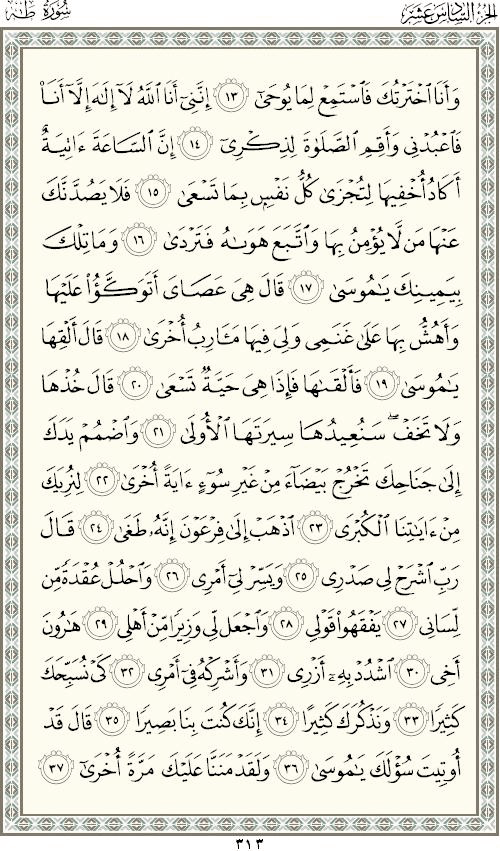 الجزء السادس عشر
سورة طه
وَأَنَا ٱخْتَرْتُكَ فَٱسْتَمِعْ لِمَا يُوحَىٰٓ ١٣ إِنَّنِىٓ أَنَا ٱللَّهُ لَآ إِلَٰهَ إِلَّآ أَنَا۠
فَٱعْبُدْنِى وَأَقِمِ ٱلصَّلَوٰةَ لِذِكْرِىٓ ١٤ إِنَّ ٱلسَّاعَةَ ءَاتِيَةٌ
أَكَادُ أُخْفِيهَا لِتُجْزَىٰ كُلُّ نَفْسٍۭ بِمَا تَسْعَىٰ ١٥ فَلَا يَصُدَّنَّكَ
عَنْهَا مَن لَّا يُؤْمِنُ بِهَا وَٱتَّبَعَ هَوَىٰهُ فَتَرْدَىٰ ١٦ وَمَا تِلْكَ
بِيَمِينِكَ يَٰمُوسَىٰ ١٧ قَالَ هِىَ عَصَاىَ أَتَوَكَّؤُا۟ عَلَيْهَا
وَأَهُشُّ بِهَا عَلَىٰ غَنَمِى وَلِىَ فِيهَا مَـَٔارِبُ أُخْرَىٰ ١٨ قَالَ أَلْقِهَا
يَٰمُوسَىٰ ١٩ فَأَلْقَىٰهَا فَإِذَا هِىَ حَيَّةٌ تَسْعَىٰ ٢٠ قَالَ خُذْهَا
وَلَا تَخَفْ ۖ سَنُعِيدُهَا سِيرَتَهَا ٱلْأُولَىٰ ٢١ وَٱضْمُمْ يَدَكَ
إِلَىٰ جَنَاحِكَ تَخْرُجْ بَيْضَآءَ مِنْ غَيْرِ سُوٓءٍ ءَايَةً أُخْرَىٰ ٢٢ لِنُرِيَكَ
مِنْ ءَايَٰتِنَا ٱلْكُبْرَى ٢٣ ٱذْهَبْ إِلَىٰ فِرْعَوْنَ إِنَّهُۥ طَغَىٰ ٢٤ قَالَ
رَبِّ ٱشْرَحْ لِى صَدْرِى ٢٥ وَيَسِّرْ لِىٓ أَمْرِى ٢٦ وَٱحْلُلْ عُقْدَةً مِّن
لِّسَانِى ٢٧ يَفْقَهُوا۟ قَوْلِى ٢٨ وَٱجْعَل لِّى وَزِيرًا مِّنْ أَهْلِى ٢٩ هَٰرُونَ
أَخِى ٣٠ ٱشْدُدْ بِهِۦٓ أَزْرِى ٣١ وَأَشْرِكْهُ فِىٓ أَمْرِى ٣٢ كَىْ نُسَبِّحَكَ
كَثِيرًا ٣٣ وَنَذْكُرَكَ كَثِيرًا ٣٤ إِنَّكَ كُنتَ بِنَا بَصِيرًا ٣٥ قَالَ قَدْ
أُوتِيتَ سُؤْلَكَ يَٰمُوسَىٰ ٣٦ وَلَقَدْ مَنَنَّا عَلَيْكَ مَرَّةً أُخْرَىٰٓ ٣٧
٣١٣